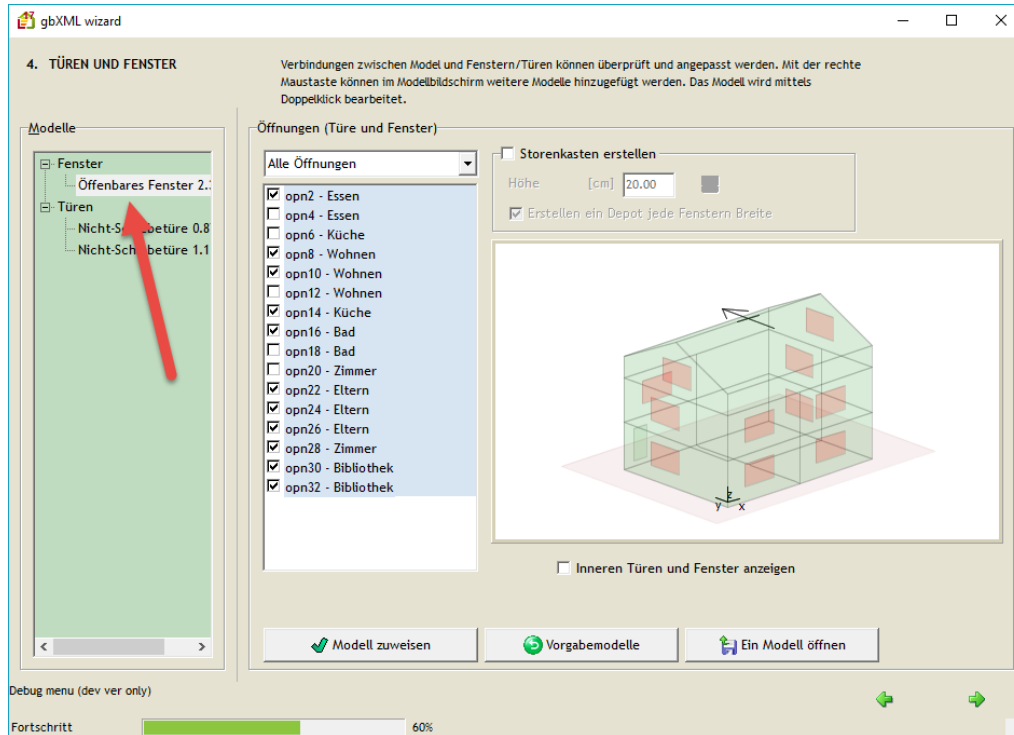 gbXML wizard
4. TÜREN UND FENSTER
Verbindungen zwischen Model und Fenstern/Türen können überprüft und angepasst werden. Mit der rechte
Maustaste können im Modellbildschirm weitere Modelle hinzugefügt werden. Das Modell wird mittels
Doppelklick bearbeitet.
Modelle
Fenster
Öffenbares Fenster 2.
Türen
0.8
1.1
Öffnungen (Türe und Fenster)
Alle Öffnungen
opn2 - Essen
opn4 - Essen
opn6 - Küche
opn8 - Wohnen
opn10 - Wohnen
opn12 - Wohnen
opn14 - Küche
opn16 - Bad
opn18 - Bad
opn20 - Zimmer
opn22 - Eltern
opn24 - Eltern
opn26 - Eltern
opn28 - Zimmer
opn30 - Bibliothek
opn32 - Bibliothek
Storenkasten erstellen
Höhe [cm] 20.00
Erstellen ein Depot jede Fenstern Breite
z
y x
Inneren Türen und Fenster anzeigen
Modell zuweisen
Vorgabemodelle
Ein Modell öffnen
Debug menu (dev ver only)
Fortschritt 60%